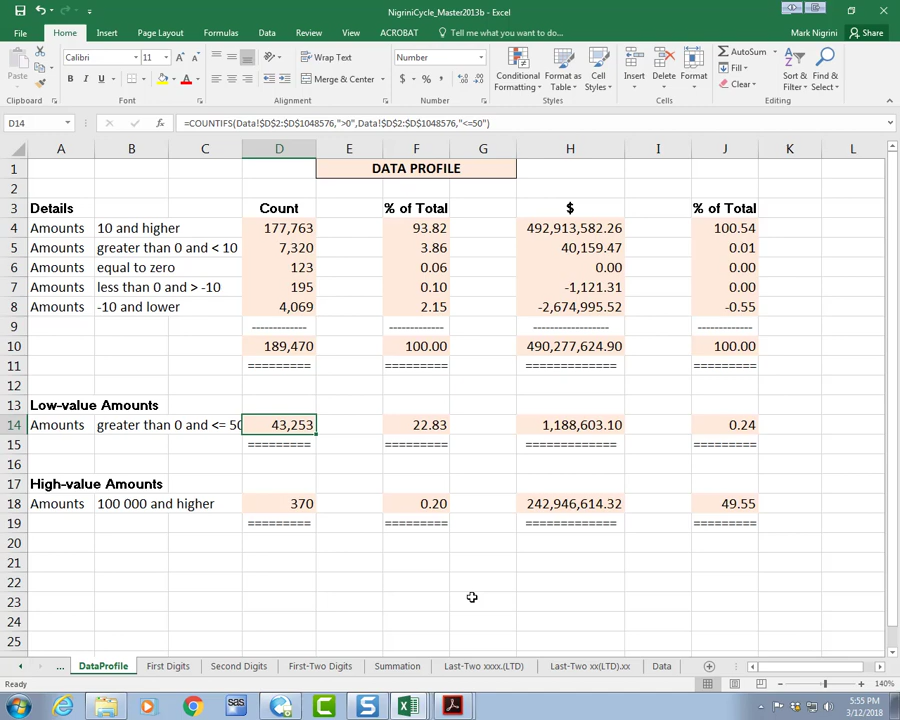 NigriniCycle_Master2013b - Excel
File Home Insert Page Layout Formulas Data Review View ACROBAT Tell me what you want to do... Mark Nigrini Share
Paste Calibri 11 Wrap Text Number Conditional Formatting Format as Table Cell Styles Insert Delete Format AutoSum Sort & Filter Find & Select
B I U A Merge & Center $ % , Fill Clear
Clipboard Font Alignment Number Styles Cells Editing
D14 fx =COUNTIFS(Data!$D$2:$D$1048576,">0",Data!$D$2:$D$1048576,"<=50")
A B C D E F G H I J K L
1 DATA PROFILE
2
3 Details Count % of Total $ % of Total
4 Amounts 10 and higher 177,763 93.82 492,913,582.26 100.54
5 Amounts greater than 0 and < 10 7,320 3.86 40,159.47 0.01
6 Amounts equal to zero 123 0.06 0.00 0.00
7 Amounts less than 0 and > -10 195 0.10 -1,121.31 0.00
8 Amounts -10 and lower 4,069 2.15 -2,674,995.52 -0.55
9 ------------- ------------- ------------------ -------------
10 189,470 100.00 490,277,624.90 100.00
11 ========= ========= ============= =========
12
13 Low-value Amounts
14 Amounts greater than 0 and <= 50 43,253 22.83 1,188,603.10 0.24
15 ========= ========= ============= =========
16
17 High-value Amounts
18 Amounts 100 000 and higher 370 0.20 242,946,614.32 49.55
19 ========= ========= ============= =========
20
21
22
23
24
25
... DataProfile First Digits Second Digits First-Two Digits Summation Last-Two xxxx.(LTD) Last-Two xx(LTD).xx Data
Ready 140%
5:55 PM
3/12/2018